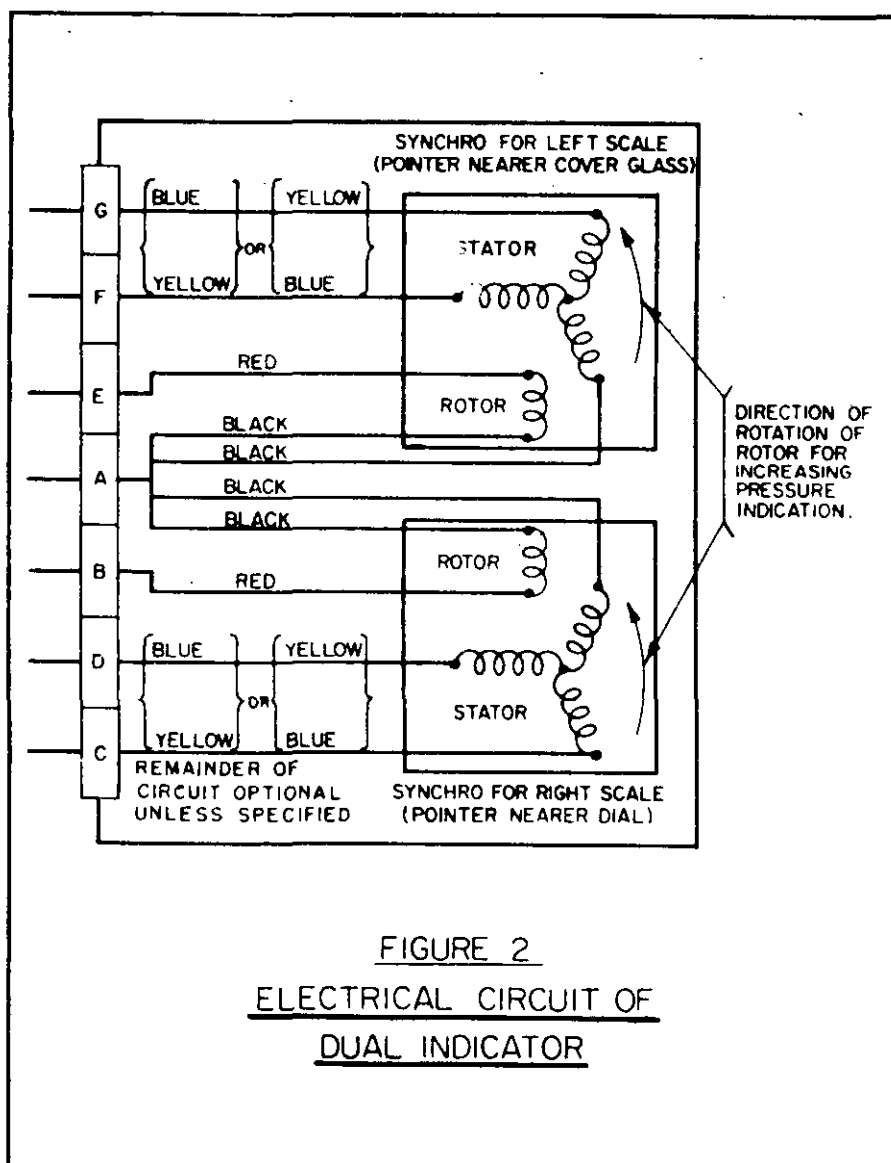 SYNCHRO FOR LEFT SCALE
(POINTER NEARER COVER GLASS)
G
BLUE
OR
YELLOW
STATOR
F
YELLOW
BLUE
E
RED
ROTOR
BLACK
BLACK
A
BLACK
BLACK
DIRECTION OF
ROTATION OF
ROTOR FOR
INCREASING
PRESSURE
INDICATION.
B
RED
ROTOR
D
BLUE
OR
YELLOW
STATOR
C
YELLOW
BLUE
REMAINDER OF
CIRCUIT OPTIONAL
UNLESS SPECIFIED
SYNCHRO FOR RIGHT SCALE
(POINTER NEARER DIAL)
FIGURE 2
ELECTRICAL CIRCUIT OF
DUAL INDICATOR